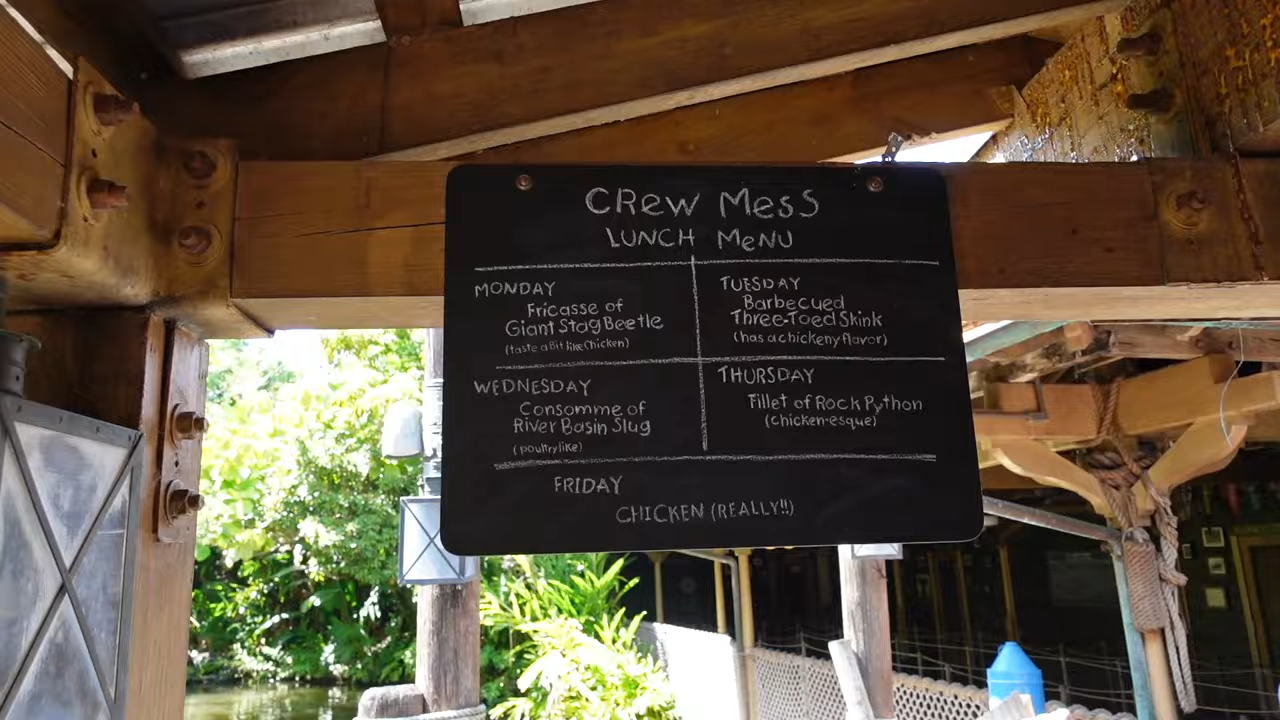 CReW MesS
LUNCH MeNU
MONDAY
Fricasse of
Giant Stag Beetle
(taste a Bit like Chicken)
TUESDAY
Barbecued
Three-Toed Skink
(has a chickeny flavor)
WEDNESDAY
Consomme of
River Basin Slug
(poultry like)
THURSDAY
Fillet of Rock Python
(chicken-esque)
FRIDAY
CHICKEN (REALLY!!)